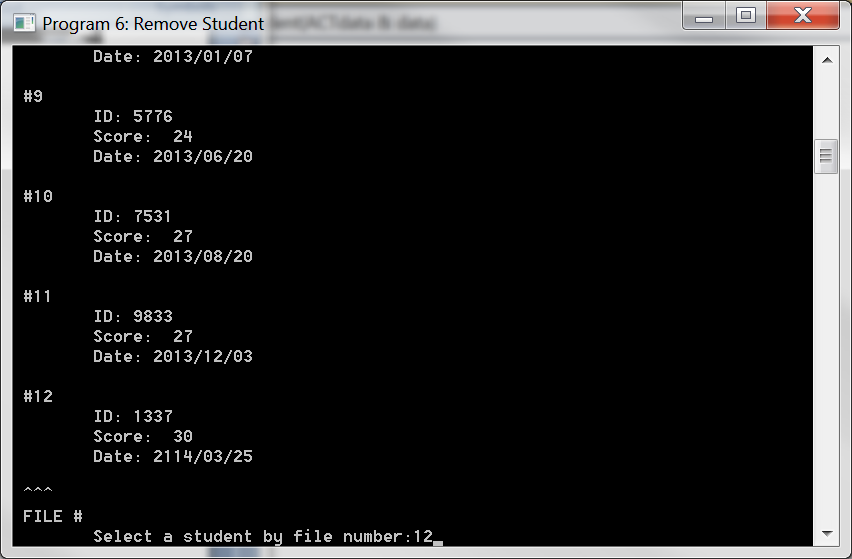 Program 6: Remove Student
Date: 2013/01/07
#9
ID: 5776
Score:  24
Date: 2013/06/20
#10
ID: 7531
Score:  27
Date: 2013/08/20
#11
ID: 9833
Score:  27
Date: 2013/12/03
#12
ID: 1337
Score:  30
Date: 2114/03/25
^^^
FILE #
Select a student by file number:12_